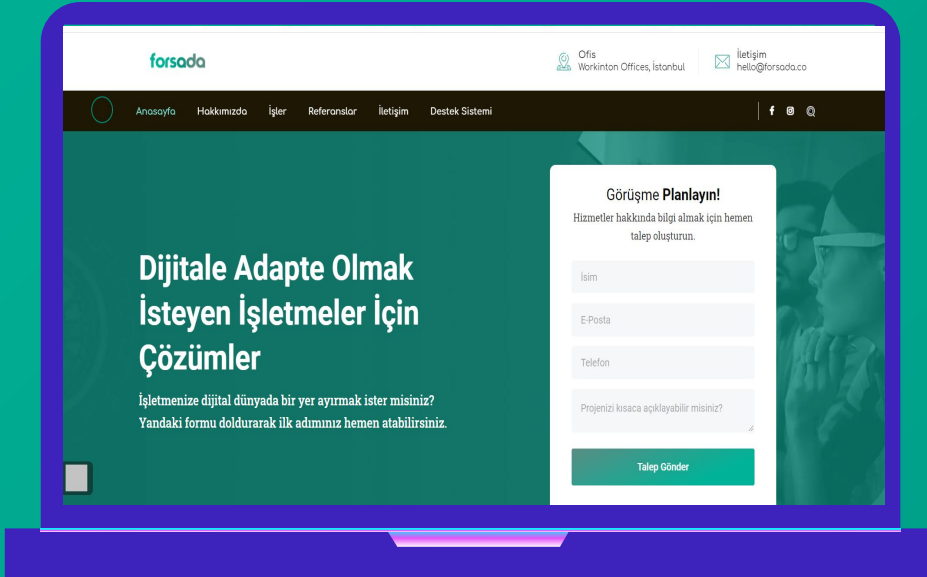 forsada
Ofis
Workinton Offices, İstanbul
İletişim
hello@forsada.co
Anasayfa Hakkımızda İşler Referanslar İletişim Destek Sistemi
Görüşme Planlayın!
Hizmetler hakkında bilgi almak için hemen
talep oluşturun.
İsim
E-Posta
Telefon
Projenizi kısaca açıklayabilir misiniz?
Talep Gönder
Dijitale Adapte Olmak
İsteyen İşletmeler İçin
Çözümler
İşletmenize dijital dünyada bir yer ayırmak ister misiniz?
Yandaki formu doldurarak ilk adımınız hemen atabilirsiniz.